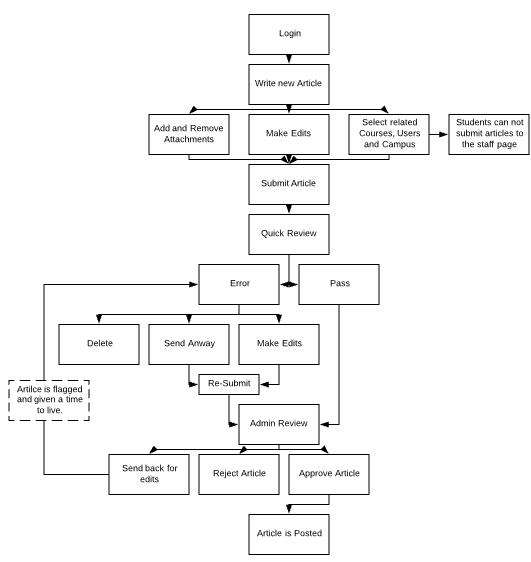 Login
Write new Article
Add and Remove
Attachments
Make Edits
Select related
Courses, Users
and Campus
Students can not
submit articles to
the staff page
Submit Article
Quick Review
Error
Pass
Delete
Send Anway
Make Edits
Re-Submit
Artilce is flagged
and given a time
to live.
Admin Review
Send back for
edits
Reject Article
Approve Article
Article is Posted